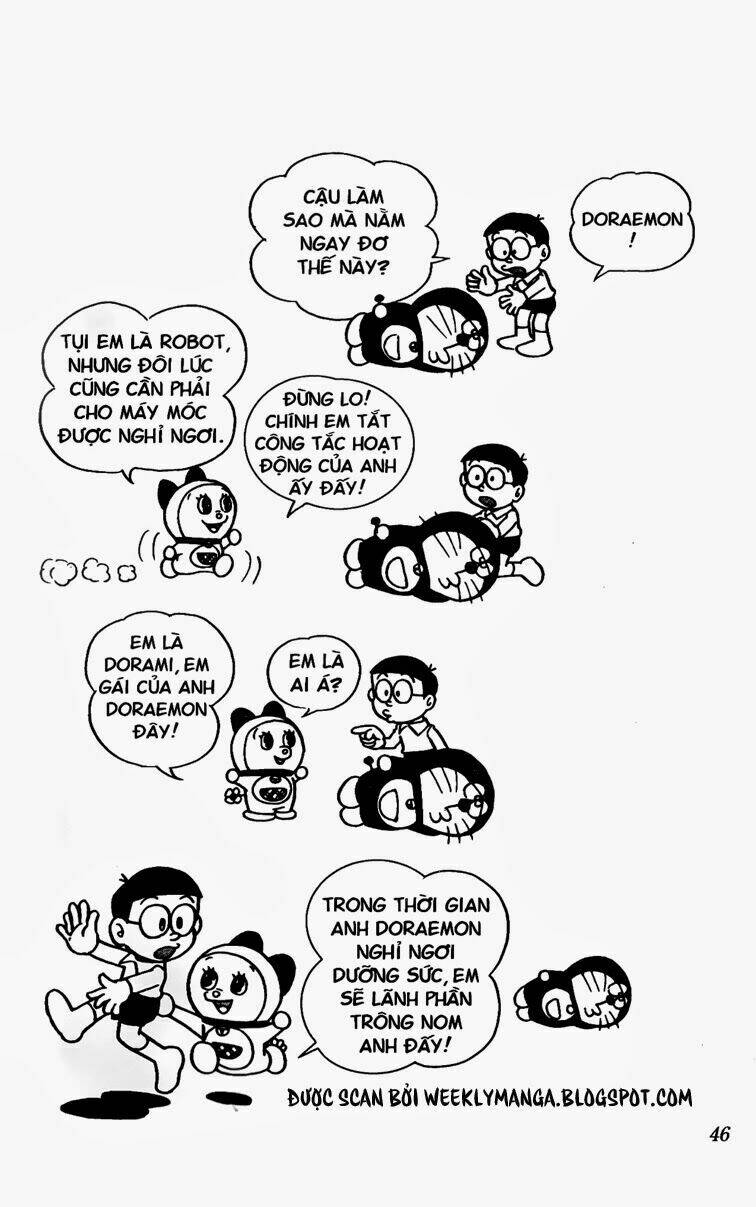 DORAEMON
!
CẬU LÀM
SAO MÀ NẰM
NGAY ĐƠ
THẾ NÀY?
ĐỪNG LO!
CHÍNH EM TẮT
CÔNG TẮC HOẠT
ĐỘNG CỦA ANH
ẤY ĐẤY!
TỤI EM LÀ ROBOT,
NHƯNG ĐÔI LÚC
CŨNG CẦN PHẢI
CHO MÁY MÓC
ĐƯỢC NGHỈ NGƠI.
EM LÀ
AI Á?
EM LÀ
DORAMI, EM
GÁI CỦA ANH
DORAEMON
ĐÂY!
TRONG THỜI GIAN
ANH DORAEMON
NGHỈ NGƠI
DƯỠNG SỨC, EM
SẼ LÃNH PHẦN
TRÔNG NOM
ANH ĐẤY!
ĐƯỢC SCAN BỞI WEEKLYMANGA.BLOGSPOT.COM
46